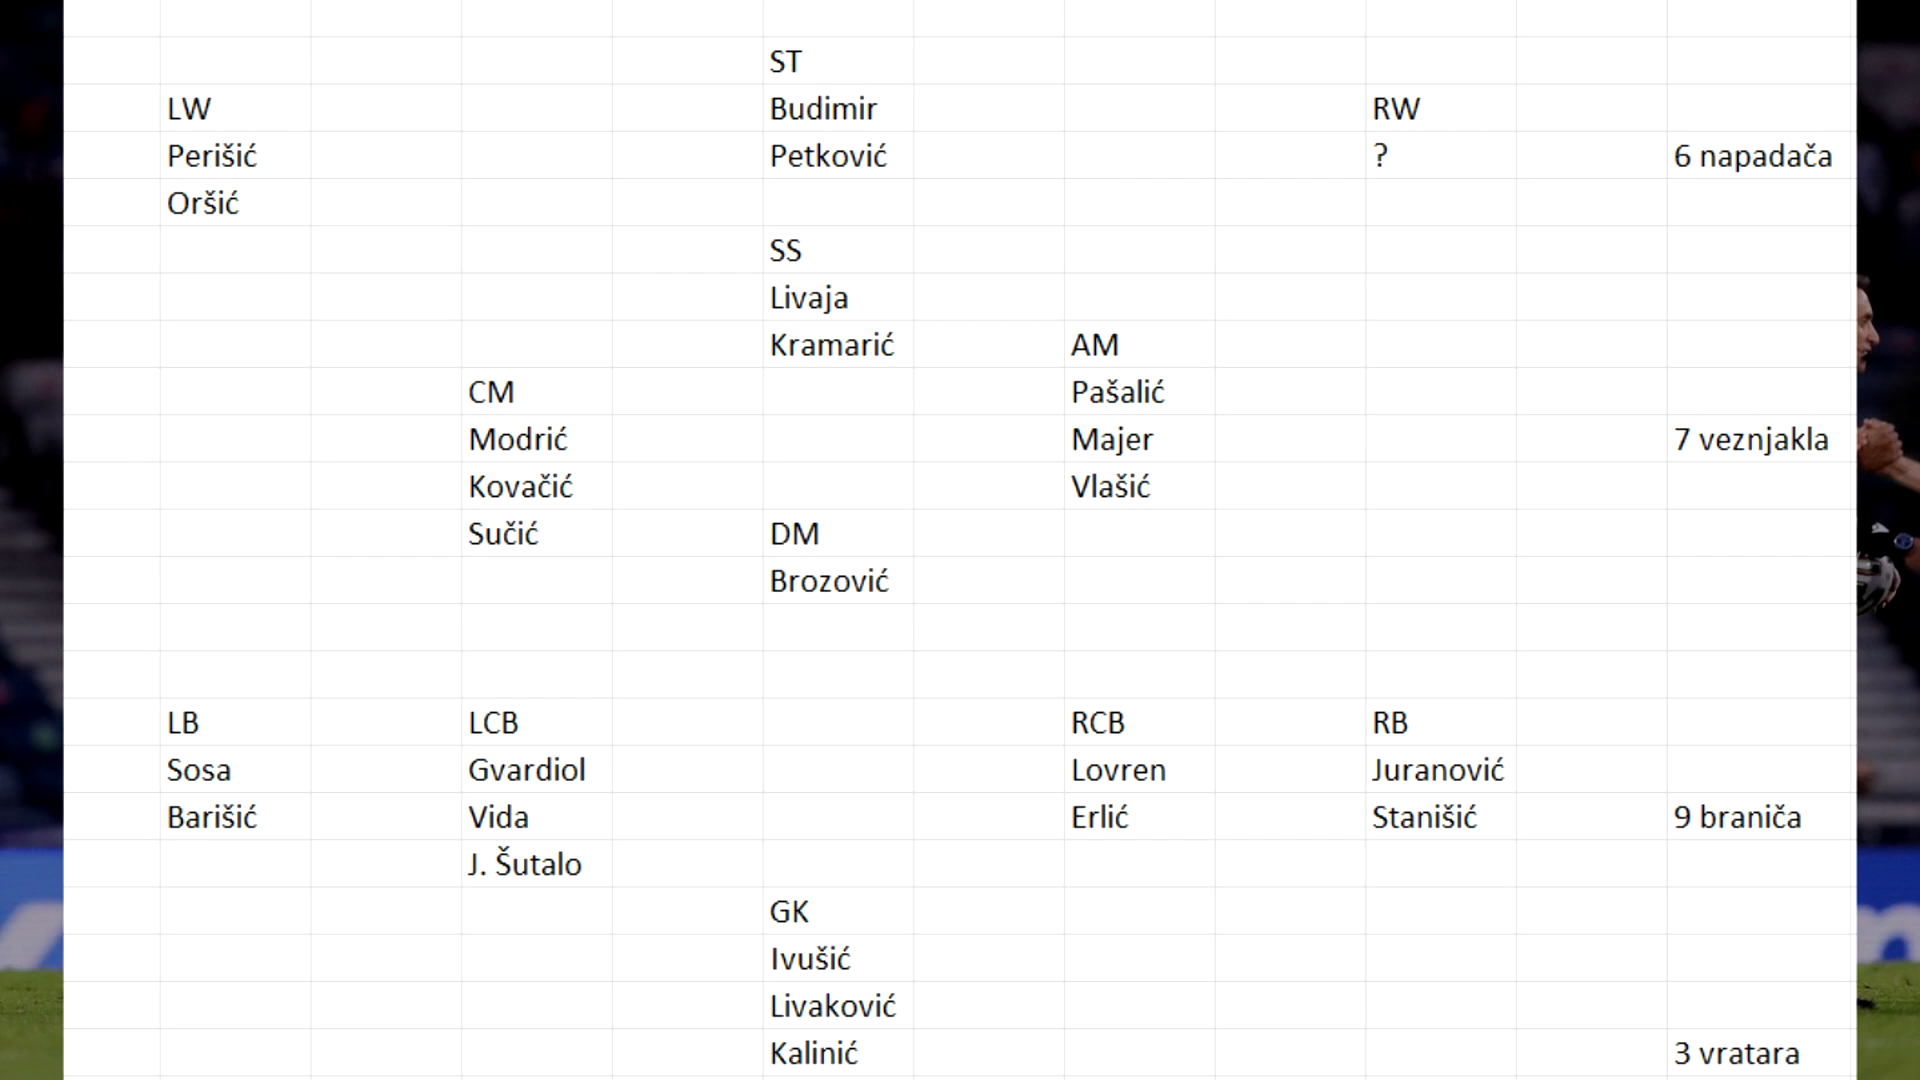 ST
LW Budimir RW
Perišić Petković ? 6 napadača
Oršić
SS
Livaja
Kramarić AM
CM Pašalić
Modrić Majer 7 veznjakla
Kovačić Vlašić
Sučić DM
Brozović
LB LCB RCB RB
Sosa Gvardiol Lovren Juranović
Barišić Vida Erlić Stanišić 9 braniča
J. Šutalo
GK
Ivušić
Livaković
Kalinić 3 vratara